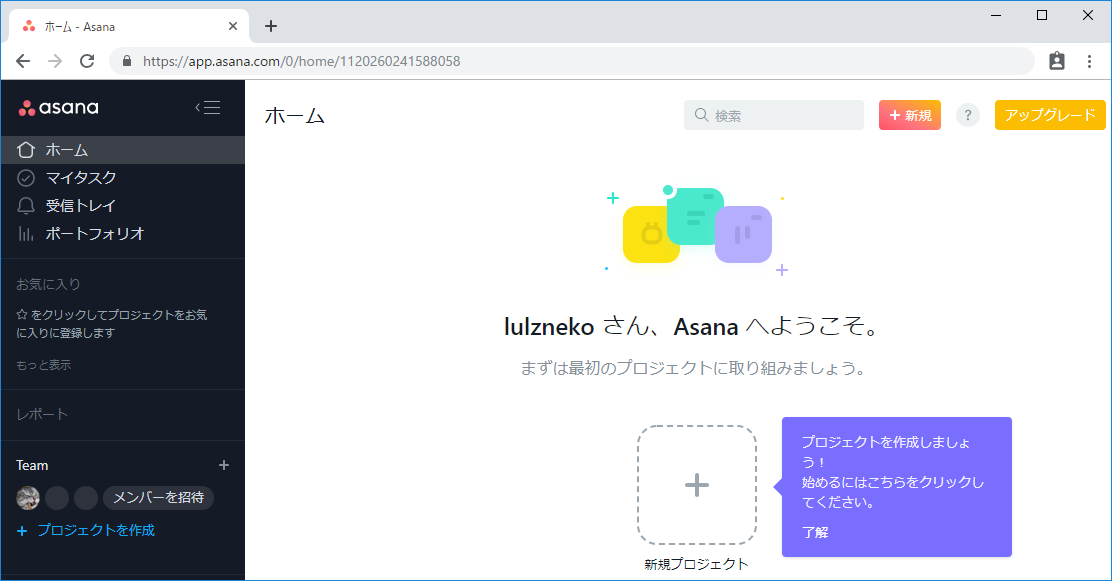 ホーム - Asana
https://app.asana.com/0/home/1120260241588058
asana
ホーム
検索
+ 新規
?
アップグレード
ホーム
マイタスク
受信トレイ
ポートフォリオ
お気に入り
☆ をクリックしてプロジェクトをお気
に入りに登録します
もっと表示
レポート
Team
メンバーを招待
+ プロジェクトを作成
lulzneko さん、Asana へようこそ。
まずは最初のプロジェクトに取り組みましょう。
プロジェクトを作成しましょ
う！
始めるにはこちらをクリックし
てください。
了解
新規プロジェクト